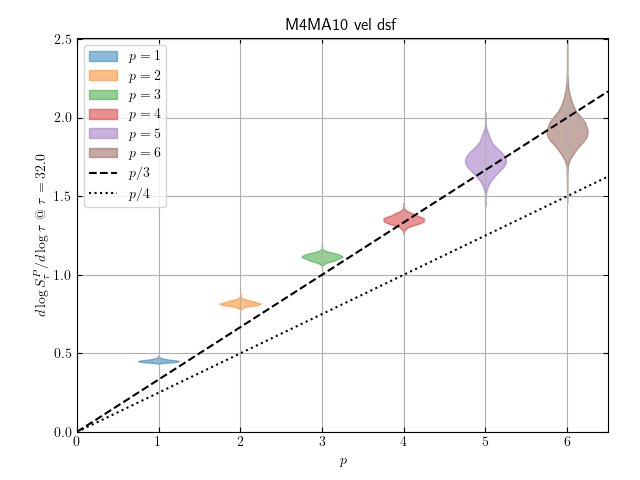 M4MA10 vel dsf
2.5
2.0
1.5
1.0
0.5
0.0
d log S_τ^P / d log τ @ τ = 32.0
p = 1
p = 2
p = 3
p = 4
p = 5
p = 6
p/3
p/4
0 1 2 3 4 5 6
p